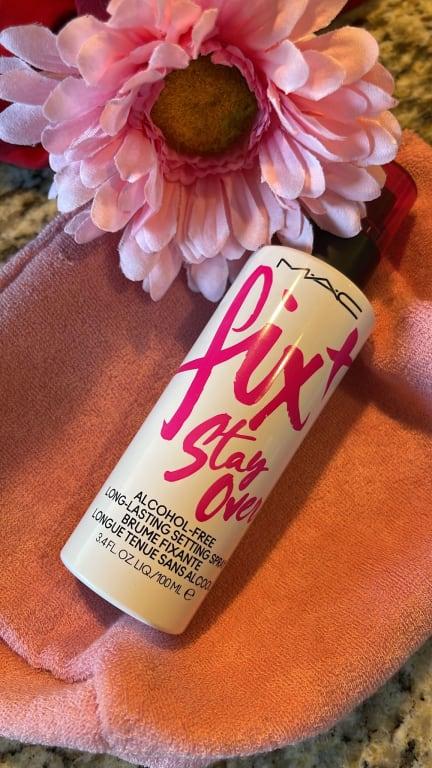 M·A·C
fix+
Stay
Over
ALCOHOL-FREE
LONG-LASTING SETTING SPRAY
BRUME FIXANTE
LONGUE TENUE SANS ALCOOL
3.4 FL. OZ. LIQ./100 ML ℮